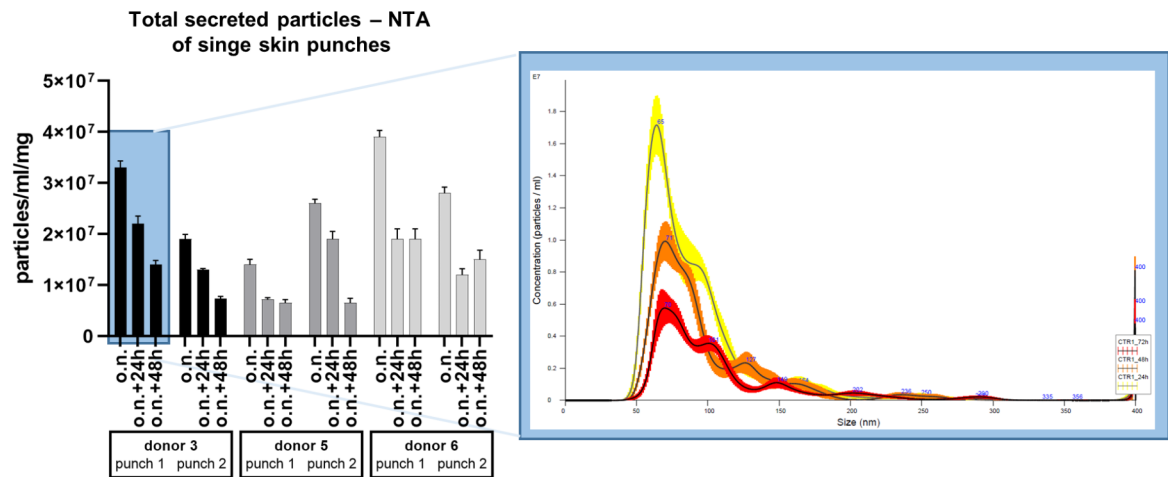 Total secreted particles – NTA
of singe skin punches
particles/ml/mg
5×10⁷
4×10⁷
3×10⁷
2×10⁷
1×10⁷
0
o.n.
o.n.+24h
o.n.+48h
o.n.
o.n.+24h
o.n.+48h
o.n.
o.n.+24h
o.n.+48h
o.n.
o.n.+24h
o.n.+48h
o.n.
o.n.+24h
o.n.+48h
o.n.
o.n.+24h
o.n.+48h
donor 3
punch 1 punch 2
donor 5
punch 1 punch 2
donor 6
punch 1 punch 2
E7
Concentration (particles / ml)
1.8
1.6
1.4
1.2
1.0
0.8
0.6
0.4
0.2
0
65
71
127
202
236
250
290
335
356
400
400
400
CTR1_72h
CTR1_48h
CTR1_24h
0 50 100 150 200 250 300 350 400
Size (nm)